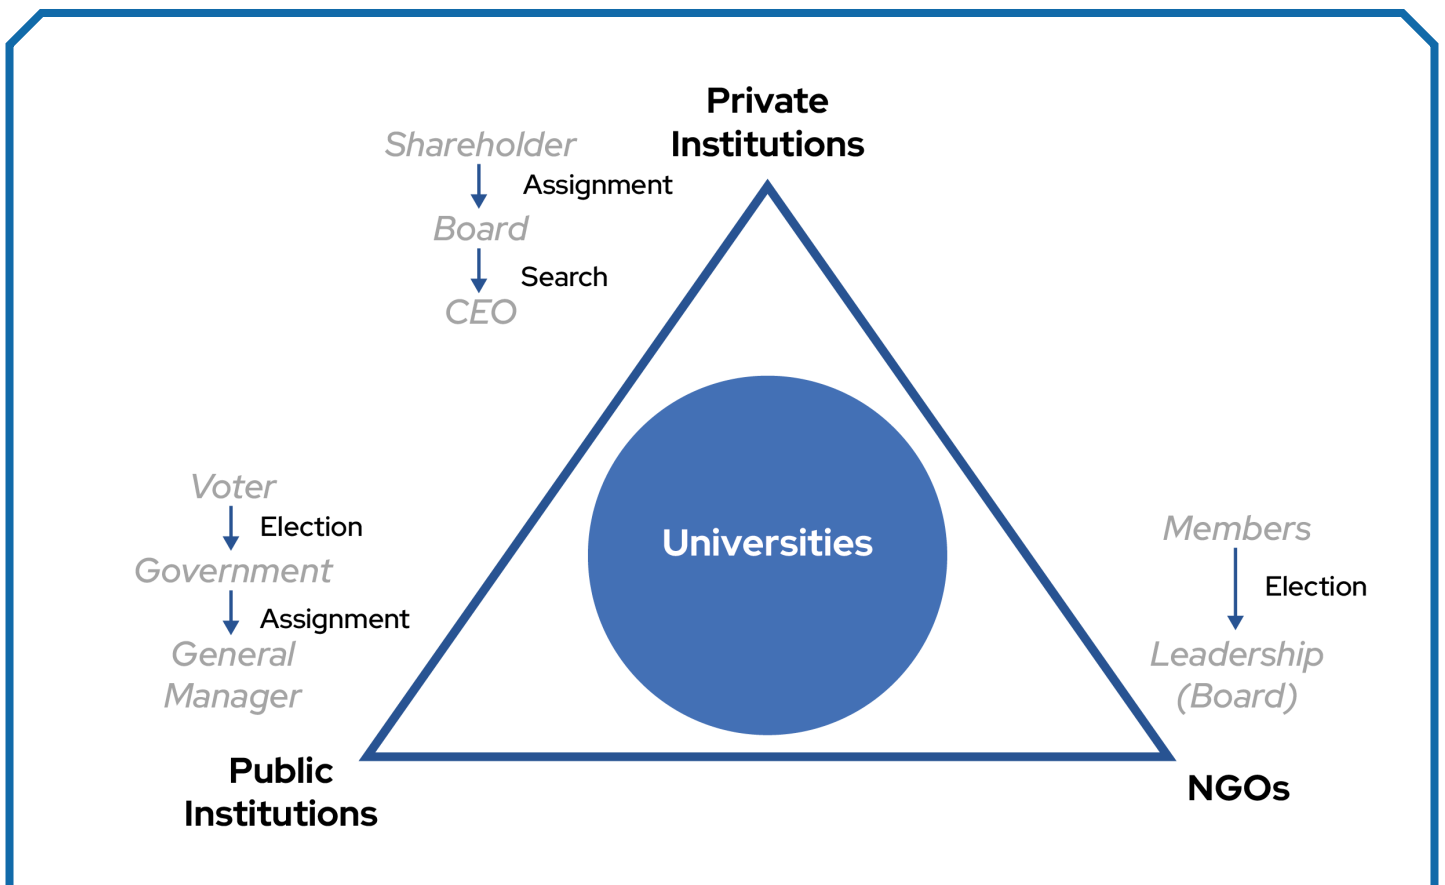 Private
Institutions
Shareholder
Assignment
Board
Search
CEO
Universities
Voter
Election
Government
Assignment
General
Manager
Public
Institutions
Members
Election
Leadership
(Board)
NGOs